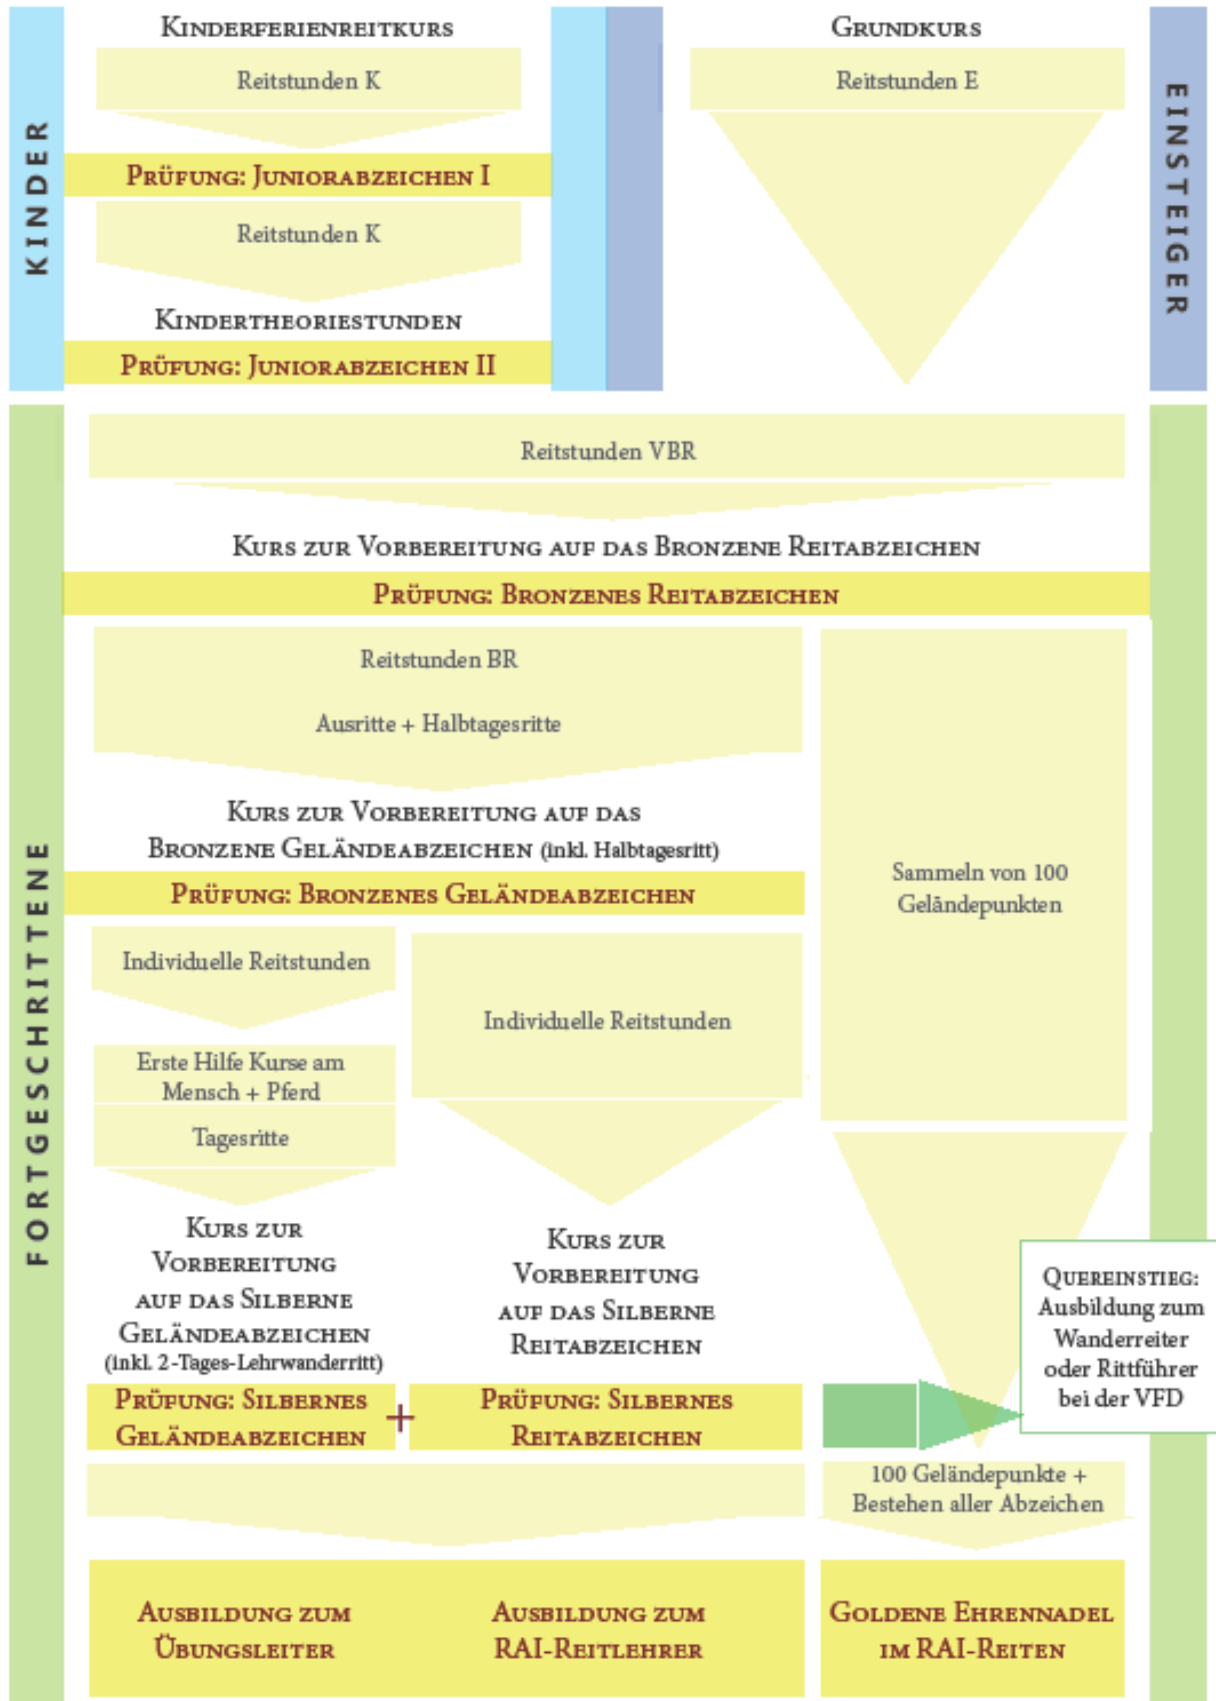 KINDERFERIENREITKURS
Reitstunden K
PRÜFUNG: JUNIORABZEICHEN I
Reitstunden K
KINDERTHEORIESTUNDEN
PRÜFUNG: JUNIORABZEICHEN II
KINDER
GRUNDKURS
Reitstunden E
EINSTEIGER
Reitstunden VBR
KURS ZUR VORBEREITUNG AUF DAS BRONZENE REITABZEICHEN
PRÜFUNG: BRONZENES REITABZEICHEN
Reitstunden BR
Ausritte + Halbtagesritte
KURS ZUR VORBEREITUNG AUF DAS
BRONZENE GELÄNDEABZEICHEN (inkl. Halbtagesritt)
PRÜFUNG: BRONZENES GELÄNDEABZEICHEN
Sammeln von 100
Geländepunkten
FORTGESCHRITTENE
Individuelle Reitstunden
Erste Hilfe Kurse am
Mensch + Pferd
Tagesritte
KURS ZUR
VORBEREITUNG
AUF DAS SILBERNE
GELÄNDEABZEICHEN
(inkl. 2-Tages-Lehrwanderritt)
PRÜFUNG: SILBERNES
GELÄNDEABZEICHEN
+
Individuelle Reitstunden
KURS ZUR
VORBEREITUNG
AUF DAS SILBERNE
REITABZEICHEN
PRÜFUNG: SILBERNES
REITABZEICHEN
QUEREINSTIEG:
Ausbildung zum
Wanderreiter
oder Rittführer
bei der VFD
100 Geländepunkte +
Bestehen aller Abzeichen
AUSBILDUNG ZUM
ÜBUNGSLEITER
AUSBILDUNG ZUM
RAI-REITLEHRER
GOLDENE EHRENNADEL
IM RAI-REITEN